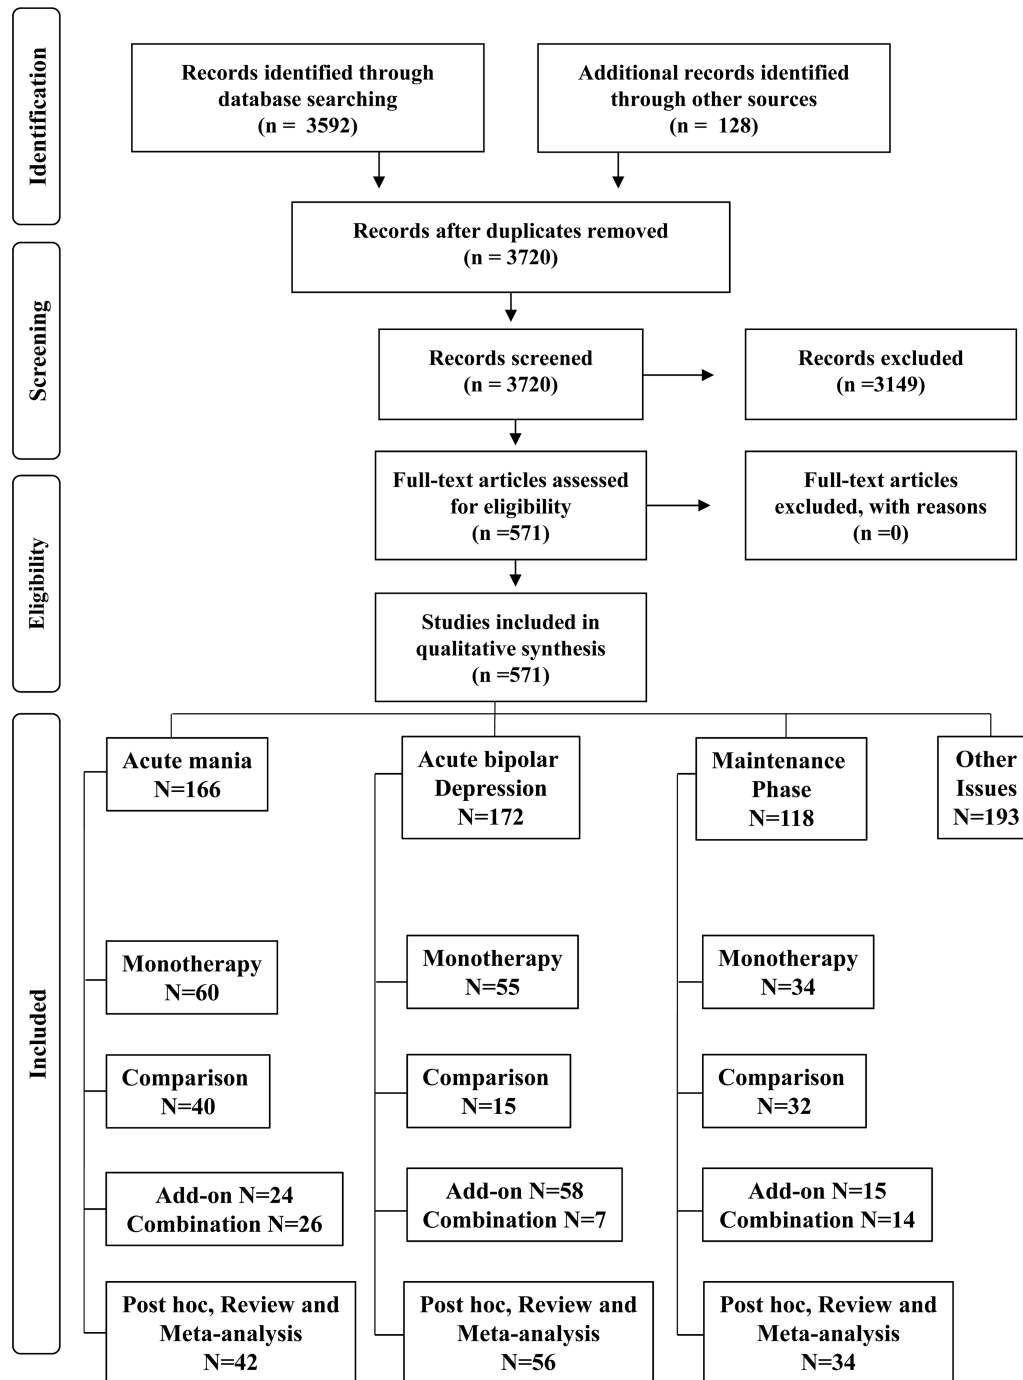 Identification
Records identified through
database searching
(n = 3592)
Additional records identified
through other sources
(n = 128)
Records after duplicates removed
(n = 3720)
Screening
Records screened
(n = 3720)
Records excluded
(n =3149)
Eligibility
Full-text articles assessed
for eligibility
(n =571)
Full-text articles
excluded, with reasons
(n =0)
Studies included in
qualitative synthesis
(n =571)
Included
Acute mania
N=166
Acute bipolar
Depression
N=172
Maintenance
Phase
N=118
Other
Issues
N=193
Monotherapy
N=60
Monotherapy
N=55
Monotherapy
N=34
Comparison
N=40
Comparison
N=15
Comparison
N=32
Add-on N=24
Combination N=26
Add-on N=58
Combination N=7
Add-on N=15
Combination N=14
Post hoc, Review and
Meta-analysis
N=42
Post hoc, Review and
Meta-analysis
N=56
Post hoc, Review and
Meta-analysis
N=34